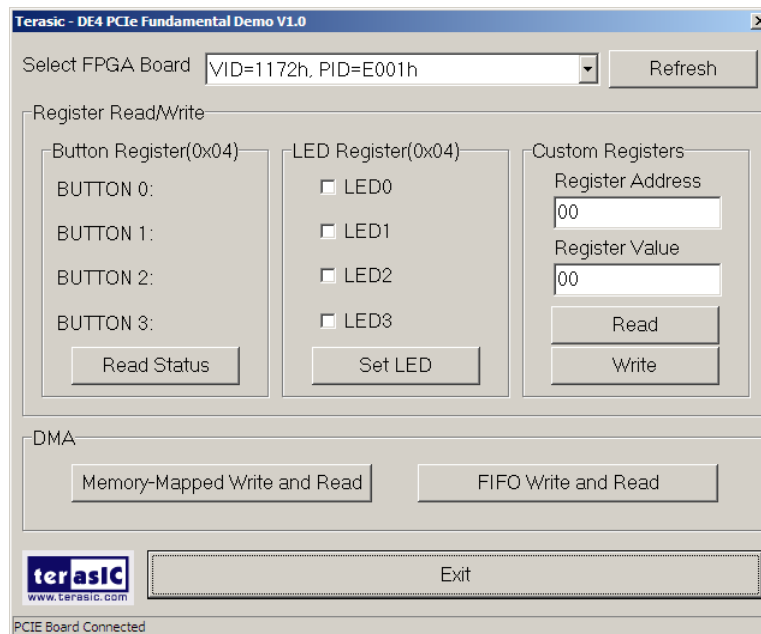 Terasic - DE4 PCIe Fundamental Demo V1.0
Select FPGA Board
VID=1172h, PID=E001h
Refresh
Register Read/Write
Button Register(0x04)
BUTTON 0:
BUTTON 1:
BUTTON 2:
BUTTON 3:
Read Status
LED Register(0x04)
LED0
LED1
LED2
LED3
Set LED
Custom Registers
Register Address
00
Register Value
00
Read
Write
DMA
Memory-Mapped Write and Read
FIFO Write and Read
terasIC
www.terasic.com
Exit
PCIE Board Connected